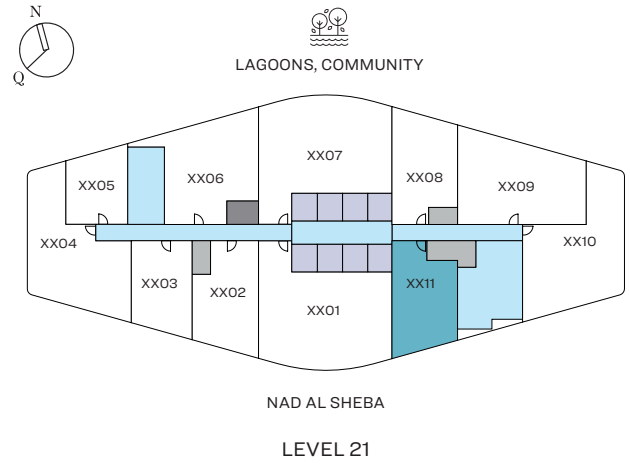 N
Q
LAGOONS, COMMUNITY
XX07
XX05
XX06
XX08
XX09
XX04
XX10
XX03
XX02
XX01
XX11
NAD AL SHEBA
LEVEL 21